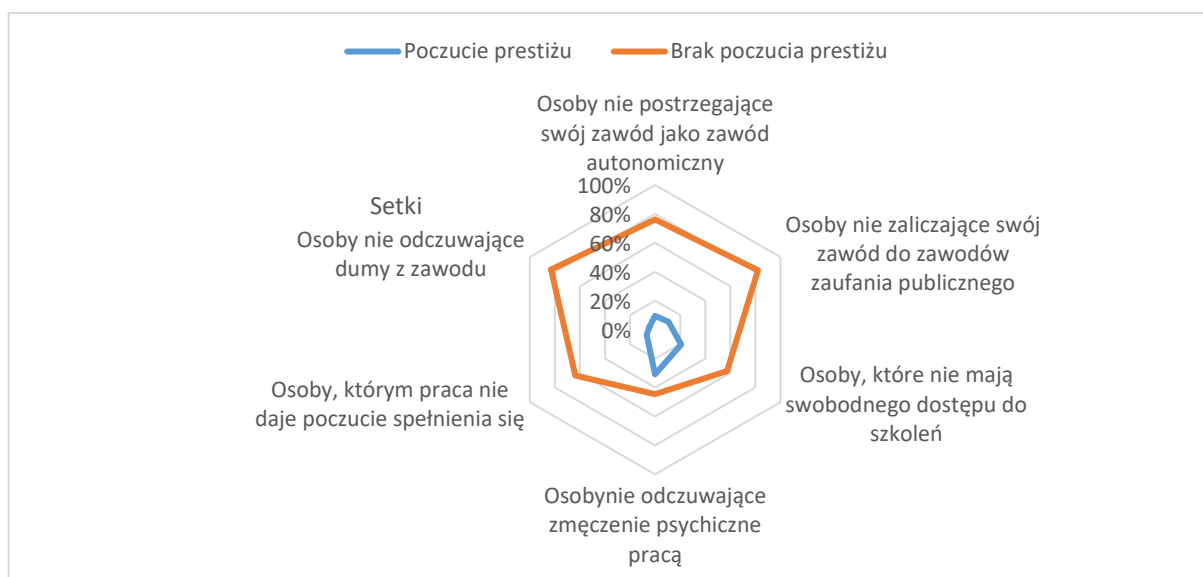 Poczucie prestiżu
Brak poczucia prestiżu
Osoby nie postrzegające
swój zawód jako zawód
autonomiczny
100%
80%
60%
40%
20%
0%
Setki
Osoby nie zaliczające swój
zawód do zawodów
zaufania publicznego
Osoby, które nie mają
swobodnego dostępu do
szkoleń
Osobynie odczuwające
zmęczenie psychiczne
pracą
Osoby, którym praca nie
daje poczucie spełnienia się
Osoby nie odczuwające
dumy z zawodu